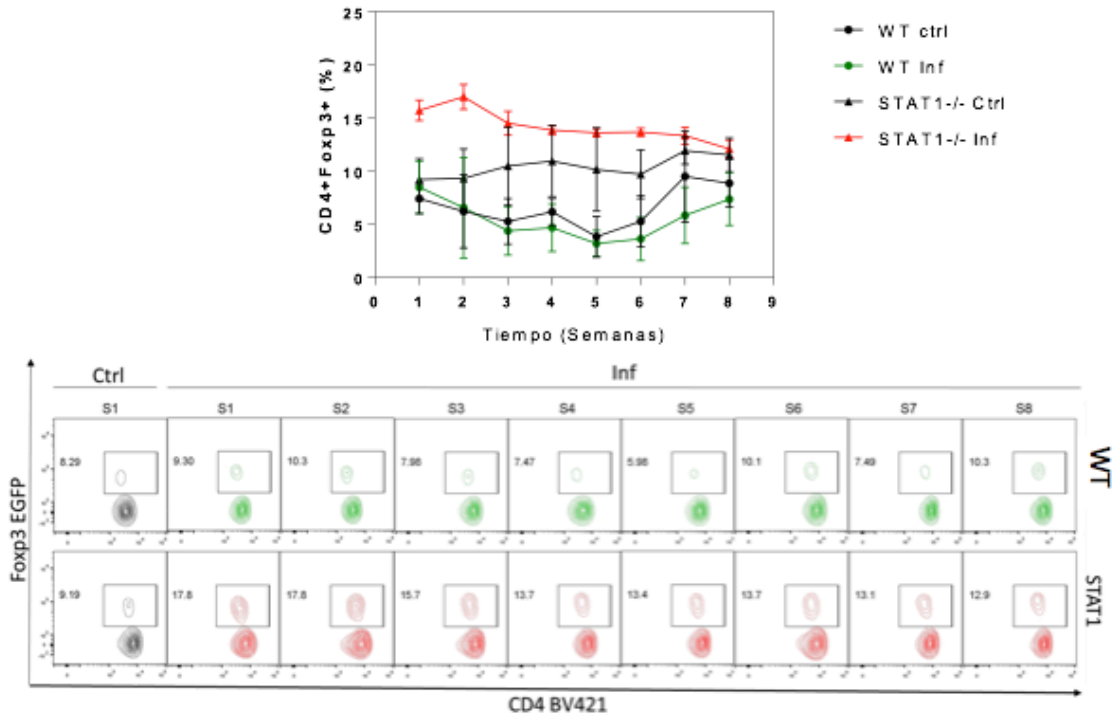 25
20
15
10
5
0
CD4+Foxp3+ (%)
0 1 2 3 4 5 6 7 8 9
Tiempo (Semanas)
WT ctrl
WT Inf
STAT1-/- Ctrl
STAT1-/- Inf
Ctrl Inf
S1 S1 S2 S3 S4 S5 S6 S7 S8
8.29 9.30 10.3 7.98 7.47 5.98 10.1 7.49 10.3
WT
9.19 17.8 17.8 15.7 13.7 13.4 13.7 13.1 12.9
STAT1
Foxp3 EGFP
CD4 BV421